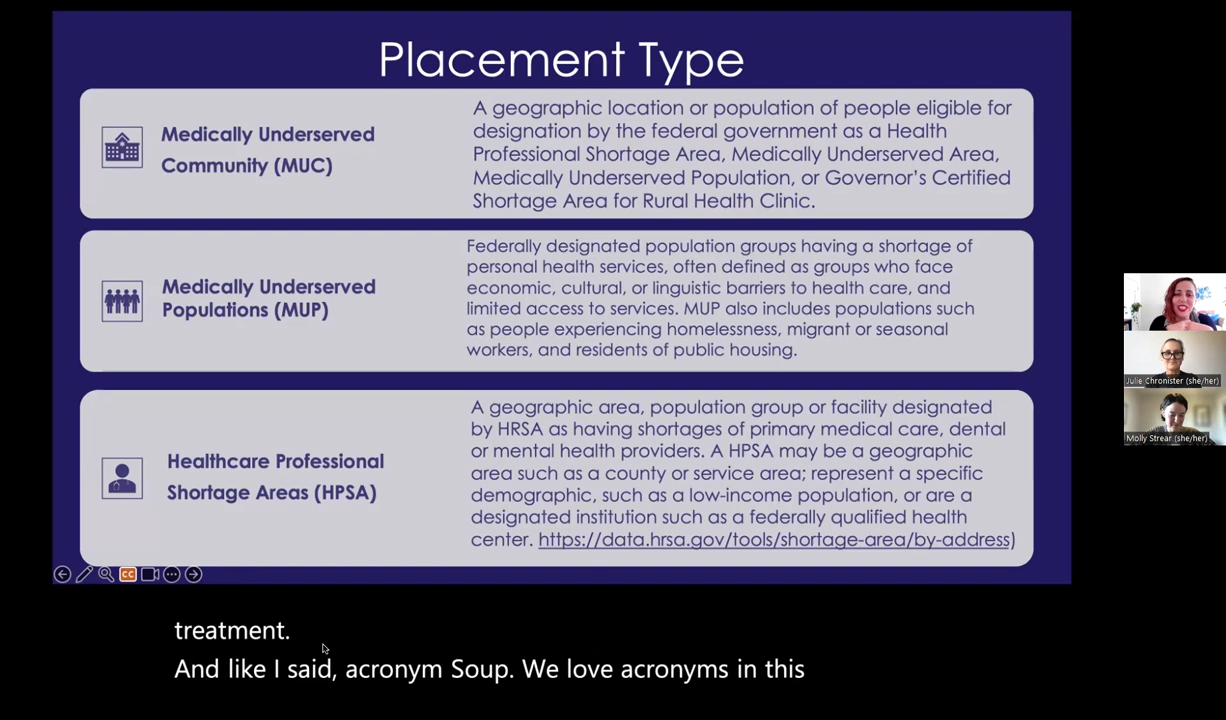 Placement Type
Medically Underserved
Community (MUC)
A geographic location or population of people eligible for
designation by the federal government as a Health
Professional Shortage Area, Medically Underserved Area,
Medically Underserved Population, or Governor's Certified
Shortage Area for Rural Health Clinic.
Medically Underserved
Populations (MUP)
Federally designated population groups having a shortage of
personal health services, often defined as groups who face
economic, cultural, or linguistic barriers to health care, and
limited access to services. MUP also includes populations such
as people experiencing homelessness, migrant or seasonal
workers, and residents of public housing.
Healthcare Professional
Shortage Areas (HPSA)
A geographic area, population group or facility designated
by HRSA as having shortages of primary medical care, dental
or mental health providers. A HPSA may be a geographic
area such as a county or service area; represent a specific
demographic, such as a low-income population, or are a
designated institution such as a federally qualified health
center. https://data.hrsa.gov/tools/shortage-area/by-address)
CC
Julie Chronister (she/her)
Molly Strear (she/her)
treatment.
And like I said, acronym Soup. We love acronyms in this